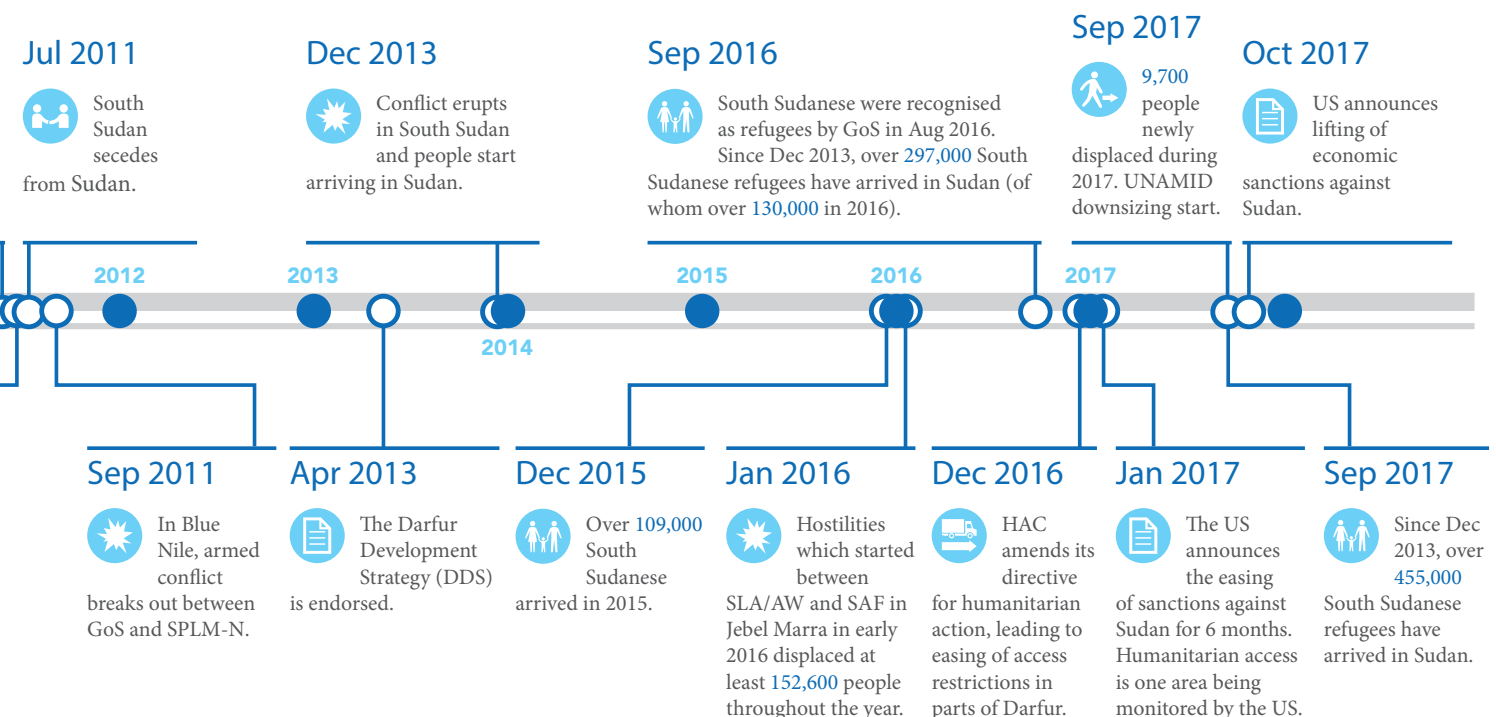 Jul 2011
South
Sudan
secedes
from Sudan.
Dec 2013
Conflict erupts
in South Sudan
and people start
arriving in Sudan.
Sep 2016
South Sudanese were recognised
as refugees by GoS in Aug 2016.
Since Dec 2013, over 297,000 South
Sudanese refugees have arrived in Sudan (of
whom over 130,000 in 2016).
Sep 2017
9,700
people
newly
displaced during
2017. UNAMID
downsizing start.
Oct 2017
US announces
lifting of
economic
sanctions against
Sudan.
2012
2013
2014
2015
2016
2017
Sep 2011
In Blue
Nile, armed
conflict
breaks out between
GoS and SPLM-N.
Apr 2013
The Darfur
Development
Strategy (DDS)
is endorsed.
Dec 2015
Over 109,000
South
Sudanese
arrived in 2015.
Jan 2016
Hostilities
which started
between
SLA/AW and SAF in
Jebel Marra in early
2016 displaced at
least 152,600 people
throughout the year.
Dec 2016
HAC
amends its
directive
for humanitarian
action, leading to
easing of access
restrictions in
parts of Darfur.
Jan 2017
The US
announces
the easing
of sanctions against
Sudan for 6 months.
Humanitarian access
is one area being
monitored by the US.
Sep 2017
Since Dec
2013, over
455,000
South Sudanese
refugees have
arrived in Sudan.